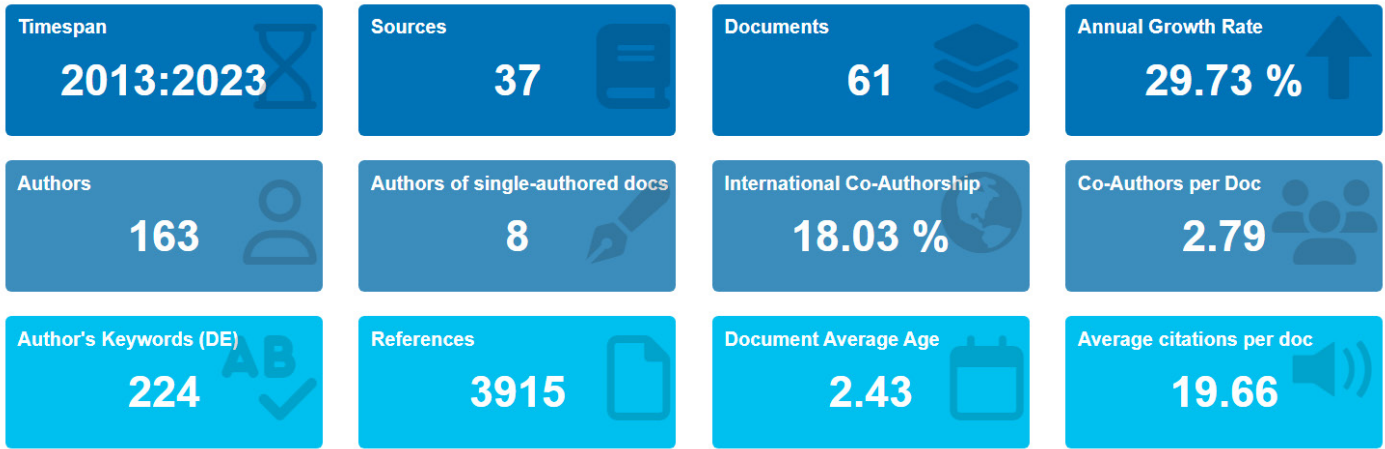 Timespan
2013:2023
Sources
37
Documents
61
Annual Growth Rate
29.73 %
Authors
163
Authors of single-authored docs
8
International Co-Authorship
18.03 %
Co-Authors per Doc
2.79
Author's Keywords (DE)
224
AB
References
3915
Document Average Age
2.43
Average citations per doc
19.66